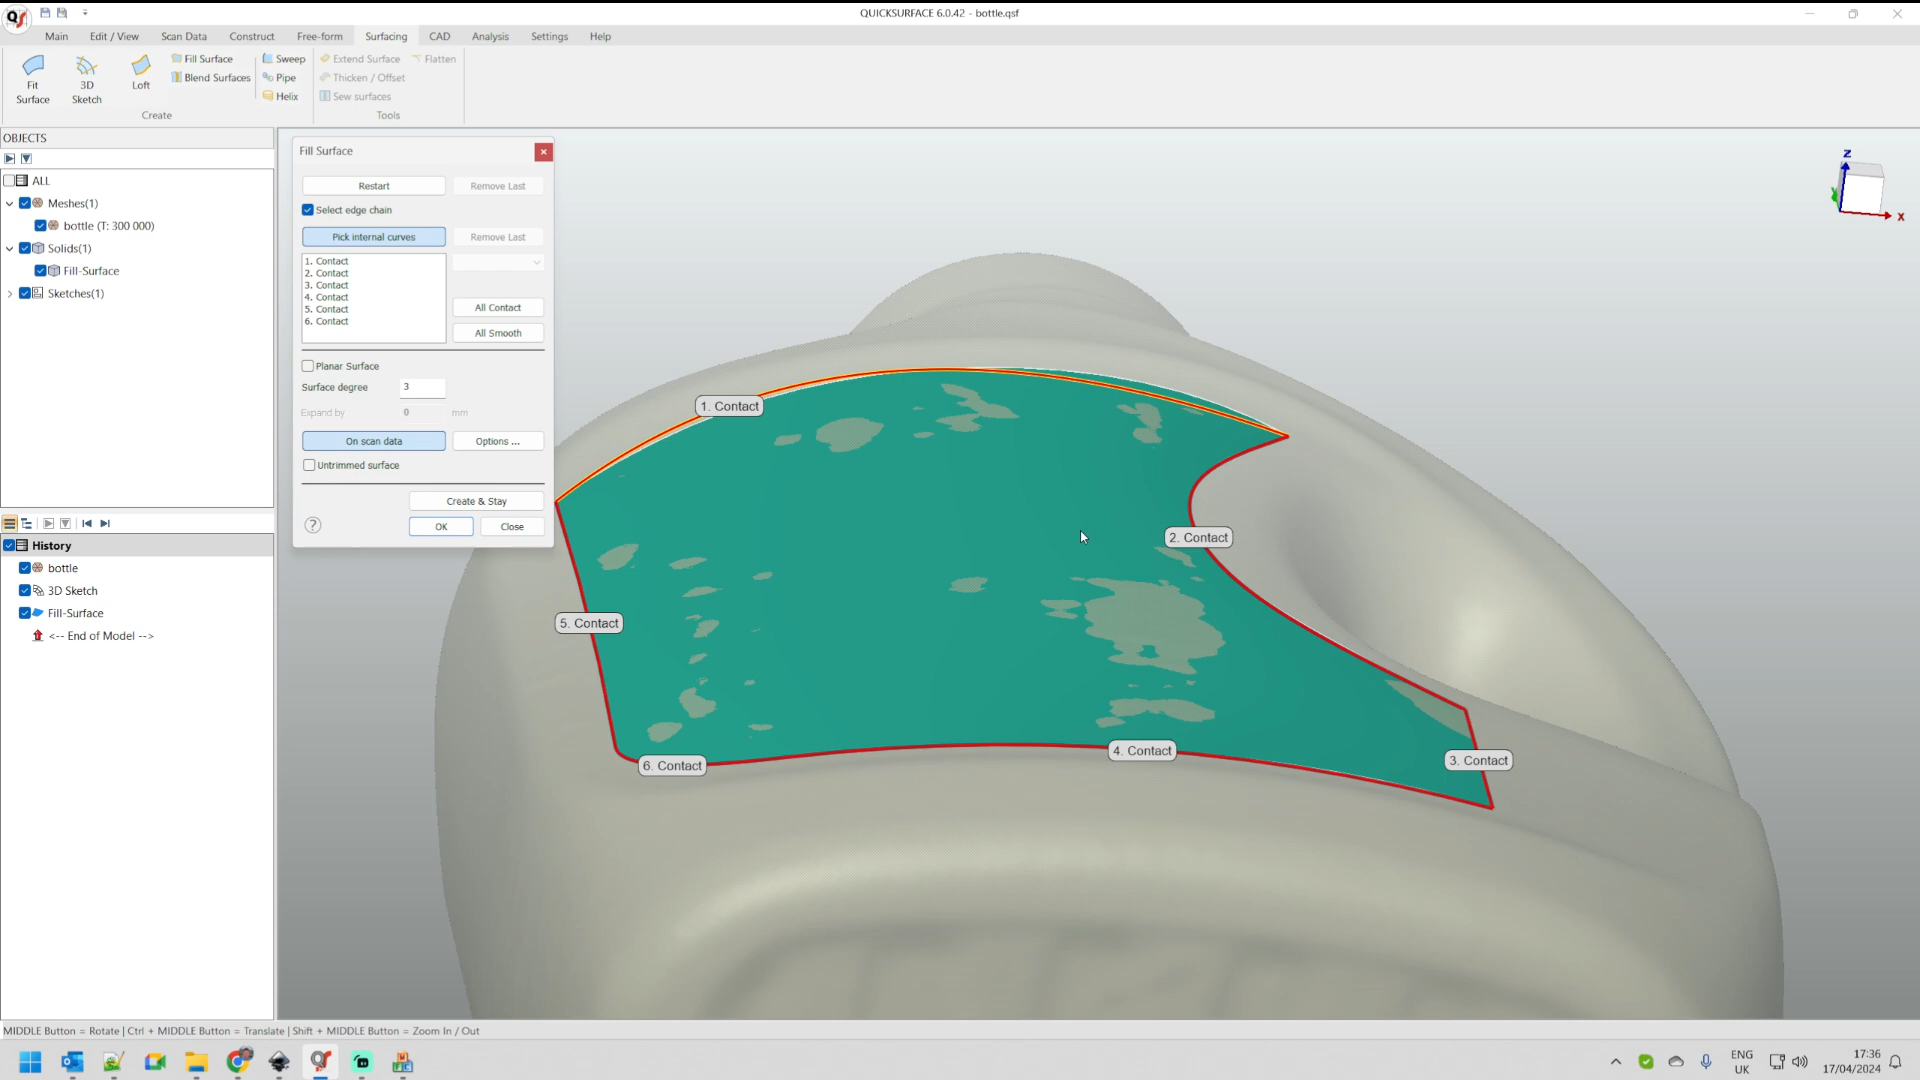 QUICKSURFACE 6.0.42 - bottle.qsf
QS
Main Edit / View Scan Data Construct Free-form Surfacing CAD Analysis Settings Help
Fit Surface
3D Sketch
Loft
Fill Surface
Blend Surfaces
Sweep
Pipe
Helix
Extend Surface
Flatten
Thicken / Offset
Sew surfaces
Create
Tools
OBJECTS
ALL
Meshes(1)
bottle (T: 300 000)
Solids(1)
Fill-Surface
Sketches(1)
History
bottle
3D Sketch
Fill-Surface
<-- End of Model -->
Fill Surface
Restart
Remove Last
Select edge chain
Pick internal curves
Remove Last
1. Contact
2. Contact
3. Contact
4. Contact
5. Contact
6. Contact
All Contact
All Smooth
Planar Surface
Surface degree 3
Expand by 0 mm
On scan data
Options ...
Untrimmed surface
Create & Stay
?
OK
Close
Z
X
1. Contact
2. Contact
5. Contact
4. Contact
3. Contact
6. Contact
MIDDLE Button = Rotate | Ctrl + MIDDLE Button = Translate | Shift + MIDDLE Button = Zoom In / Out
ENG
UK
17:36
17/04/2024